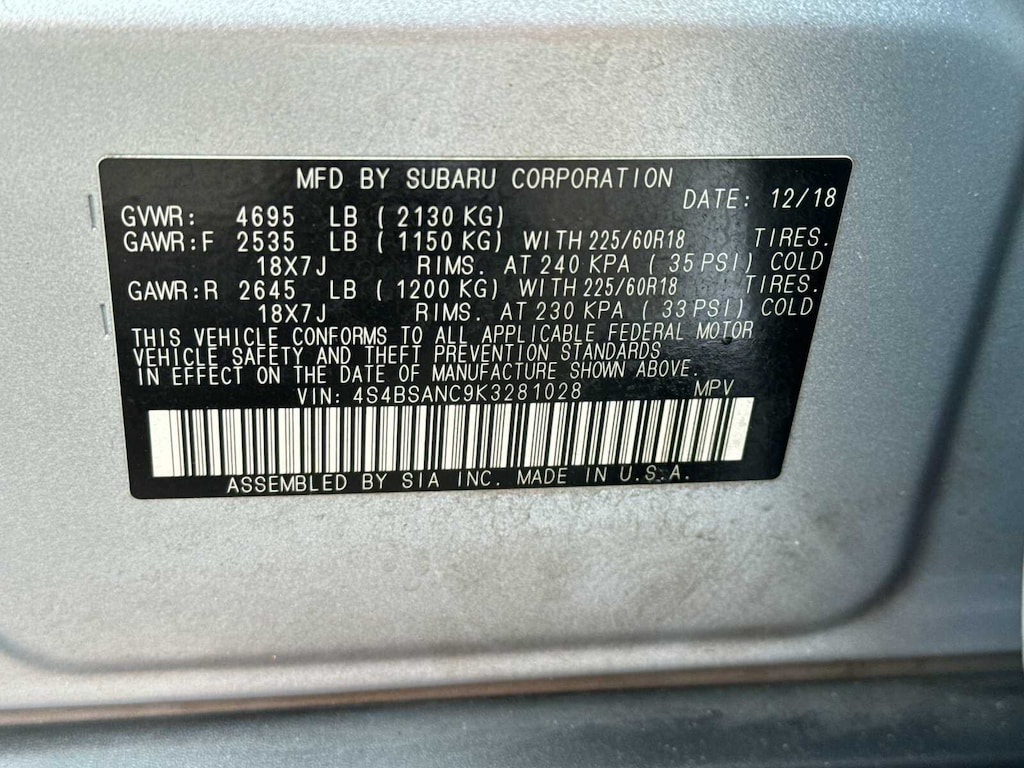 MFD BY SUBARU CORPORATION
DATE: 12/18
GVWR: 4695 LB ( 2130 KG)
GAWR:F 2535 LB ( 1150 KG) WITH 225/60R18 TIRES.
18X7J RIMS. AT 240 KPA ( 35 PSI) COLD
GAWR:R 2645 LB ( 1200 KG) WITH 225/60R18 TIRES.
18X7J RIMS. AT 230 KPA ( 33 PSI) COLD
THIS VEHICLE CONFORMS TO ALL APPLICABLE FEDERAL MOTOR
VEHICLE SAFETY AND THEFT PREVENTION STANDARDS
IN EFFECT ON THE DATE OF MANUFACTURE SHOWN ABOVE.
VIN: 4S4BSANC9K3281028 MPV
ASSEMBLED BY SIA INC. MADE IN U.S.A.